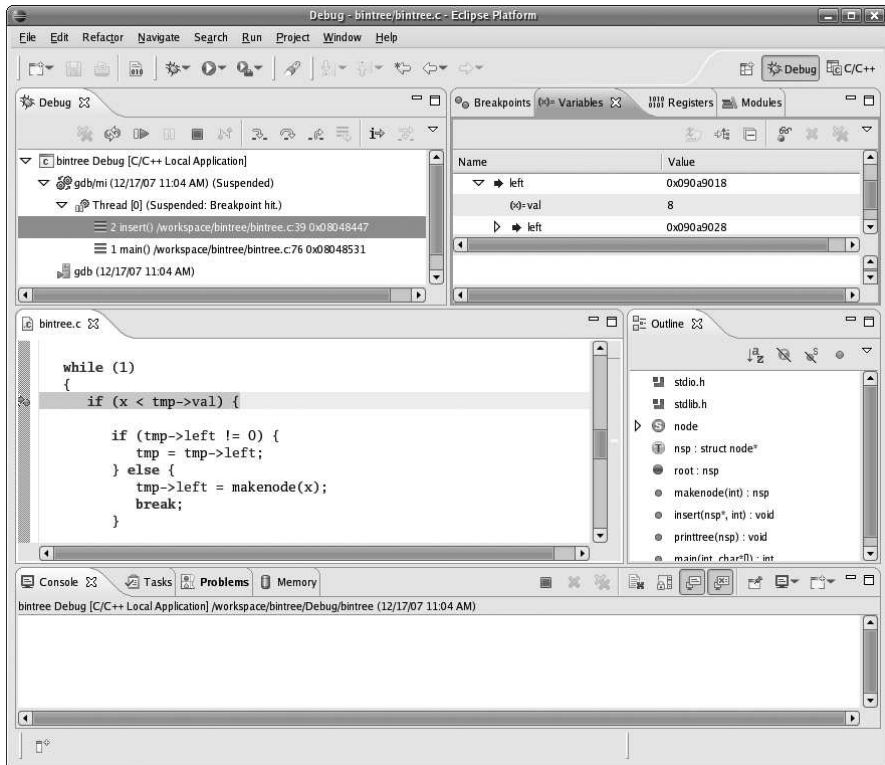 Debug - bintree/bintree.c - Eclipse Platform
File Edit Refactor Navigate Search Run Project Window Help
Debug C/C++
Debug
bintree Debug [C/C++ Local Application]
gdb/mi (12/17/07 11:04 AM) (Suspended)
Thread [0] (Suspended: Breakpoint hit.)
2 insert() /workspace/bintree/bintree.c:39 0x08048447
1 main() /workspace/bintree/bintree.c:76 0x08048531
gdb (12/17/07 11:04 AM)
Breakpoints (x)= Variables Registers Modules
Name Value
left 0x090a9018
(x)= val 8
left 0x090a9028
bintree.c
while (1)
{
if (x < tmp->val) {
if (tmp->left != 0) {
tmp = tmp->left;
} else {
tmp->left = makenode(x);
break;
}
Outline
stdio.h
stdlib.h
node
nsp : struct node*
root : nsp
makenode(int) : nsp
insert(nsp*, int) : void
printtree(nsp) : void
main(int, char*[]) : int
Console Tasks Problems Memory
bintree Debug [C/C++ Local Application] /workspace/bintree/Debug/bintree (12/17/07 11:04 AM)